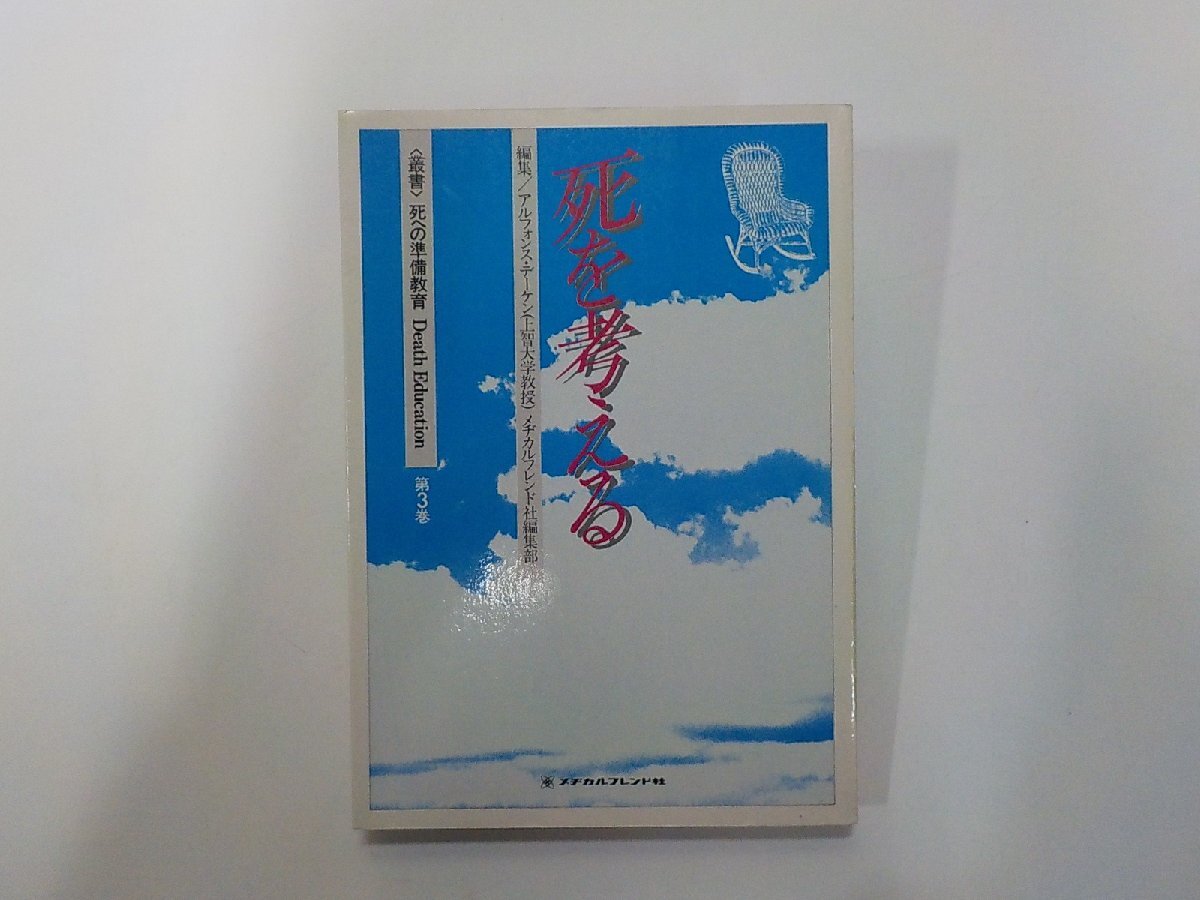 死を考える
編集/アルフォンス・デーケン(上智大学教授) メヂカルフレンド社編集部
〈叢書〉 死への準備教育 Death Education
第3巻
メヂカルフレンド社